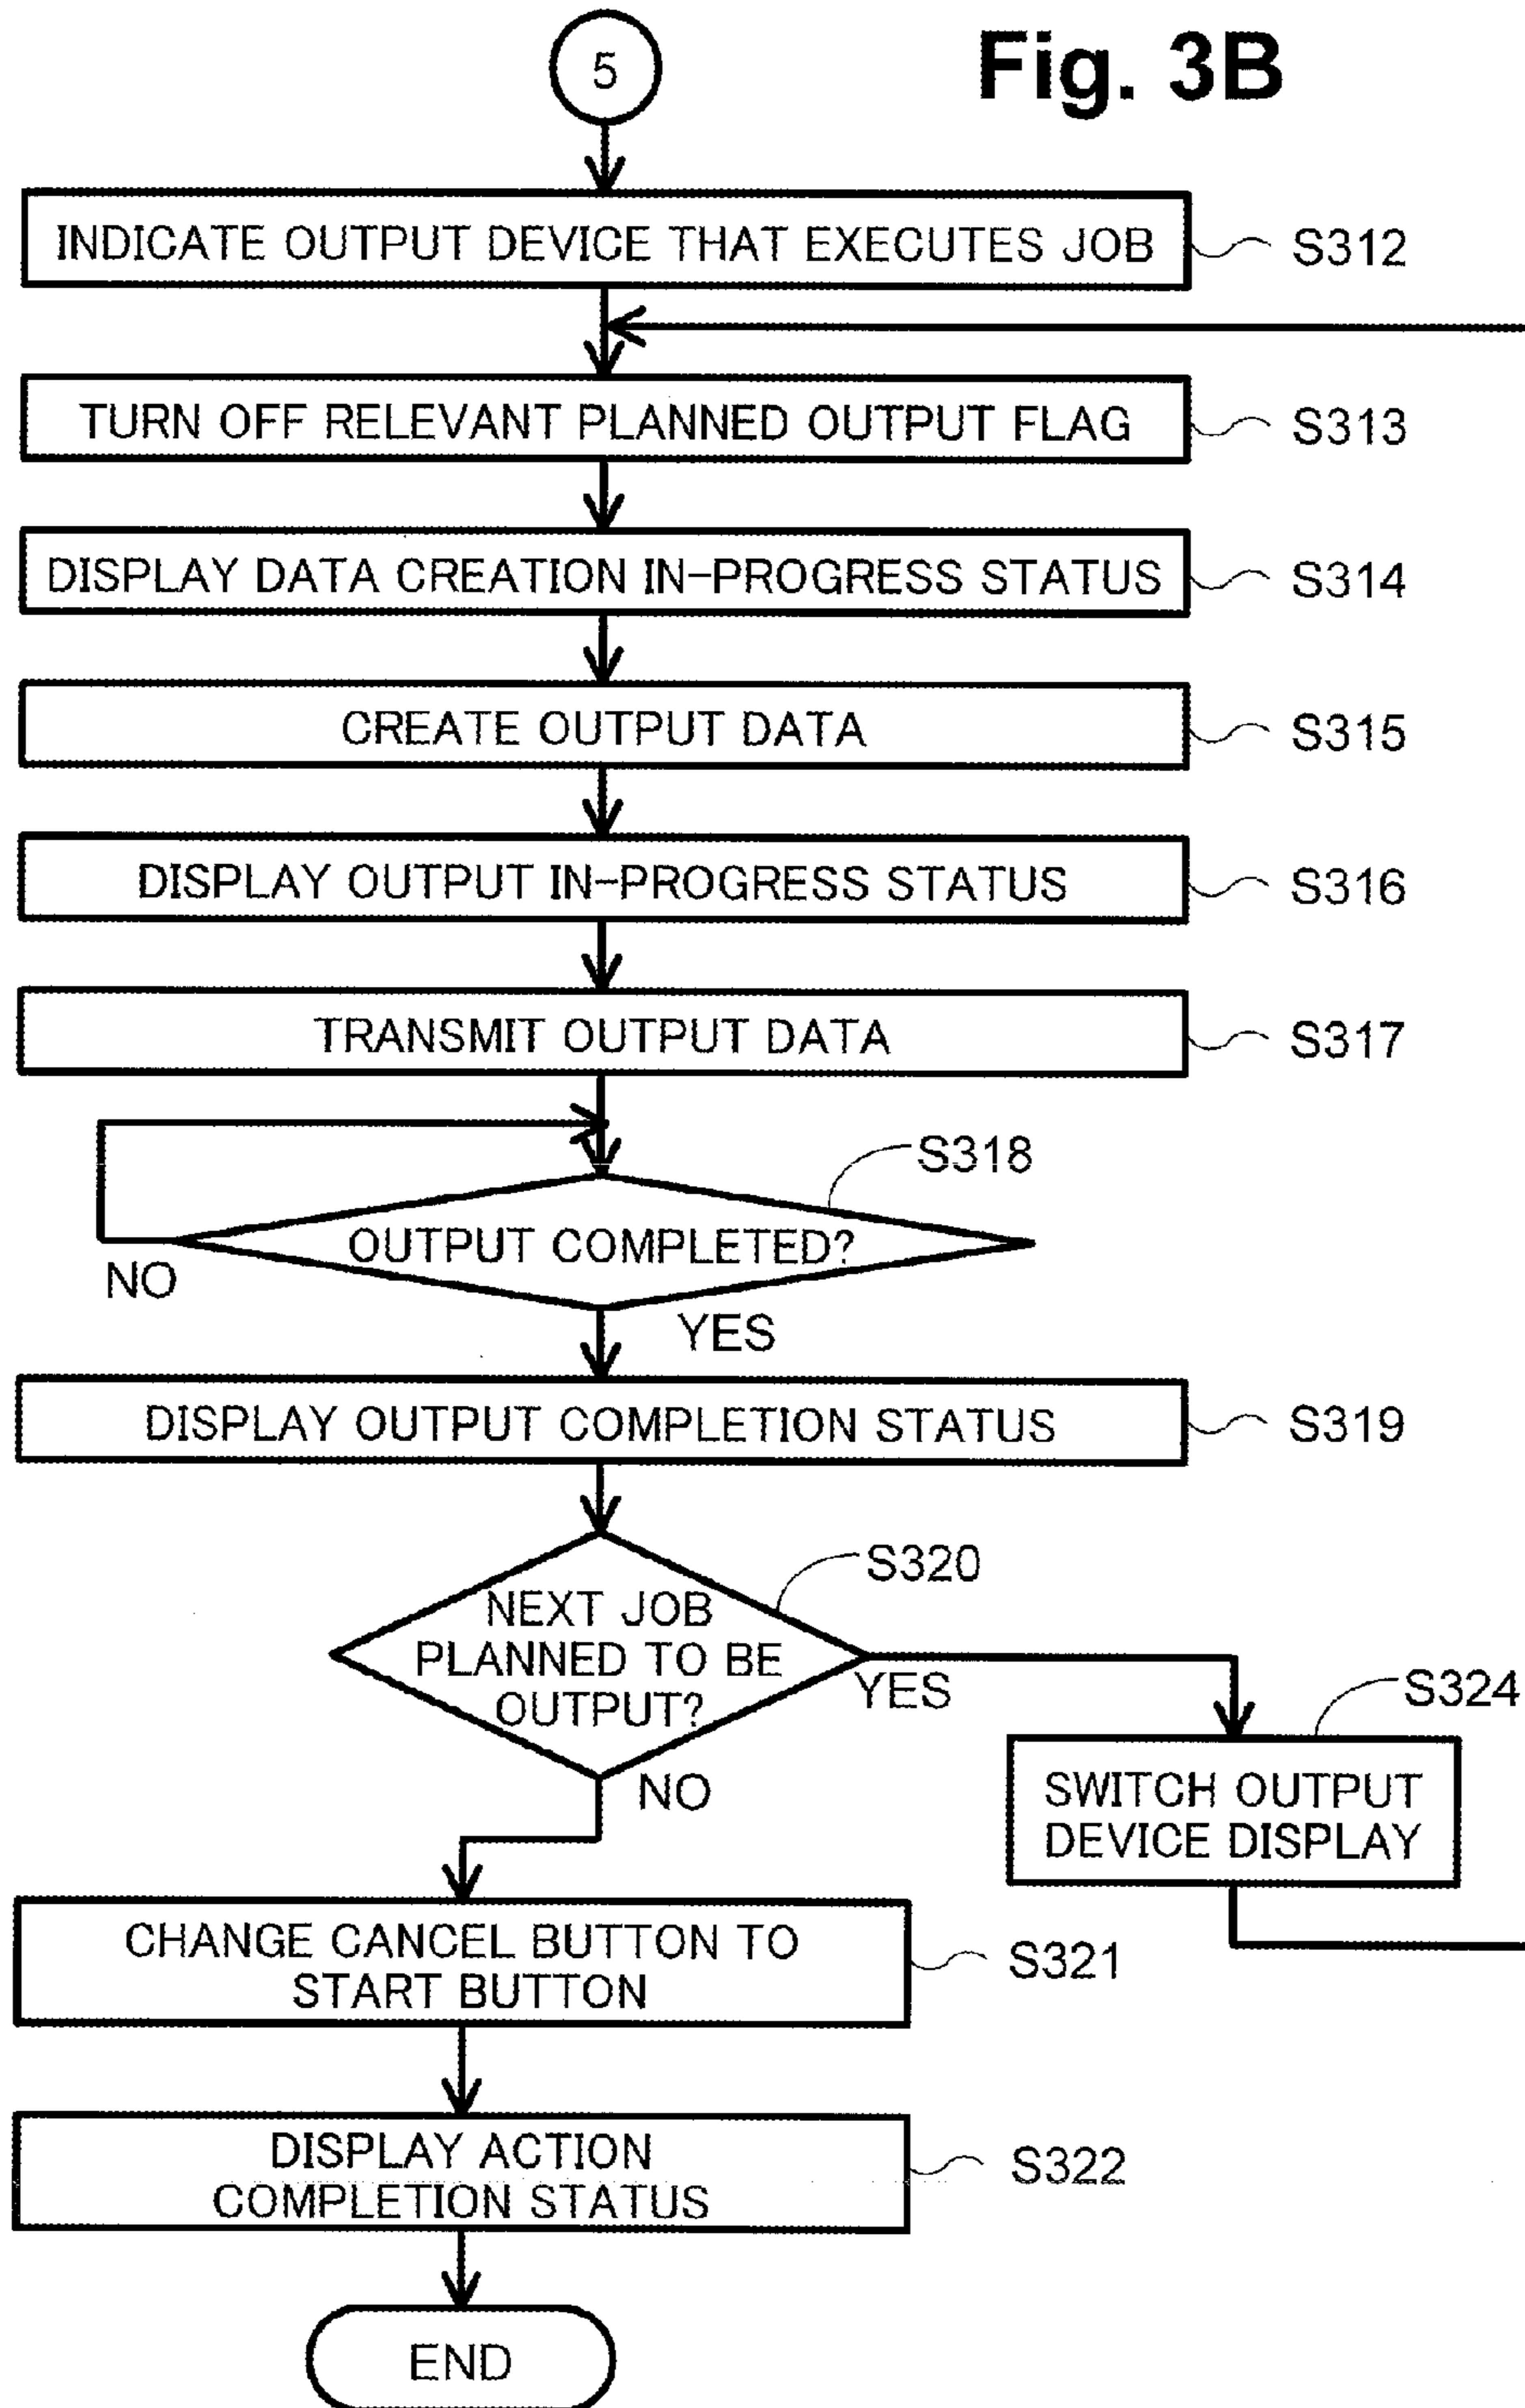 5
Fig. 3B
INDICATE OUTPUT DEVICE THAT EXECUTES JOB
S312
TURN OFF RELEVANT PLANNED OUTPUT FLAG
S313
DISPLAY DATA CREATION IN-PROGRESS STATUS
S314
CREATE OUTPUT DATA
S315
DISPLAY OUTPUT IN-PROGRESS STATUS
S316
TRANSMIT OUTPUT DATA
S317
S318
OUTPUT COMPLETED?
NO
YES
DISPLAY OUTPUT COMPLETION STATUS
S319
S320
NEXT JOB
PLANNED TO BE
OUTPUT?
YES
NO
S324
SWITCH OUTPUT
DEVICE DISPLAY
CHANGE CANCEL BUTTON TO
START BUTTON
S321
DISPLAY ACTION
COMPLETION STATUS
S322
END